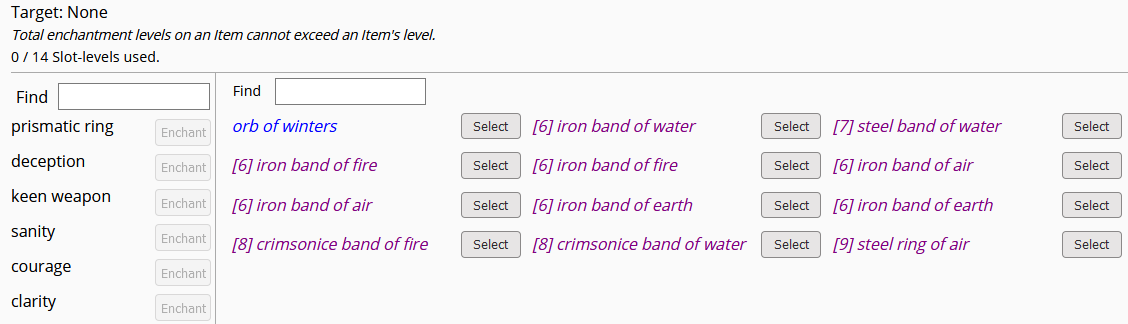 Target: None
Total enchantment levels on an Item cannot exceed an Item's level.
0 / 14 Slot-levels used.
Find
prismatic ring Enchant
deception Enchant
keen weapon Enchant
sanity Enchant
courage Enchant
clarity Enchant
Find
orb of winters Select [6] iron band of water Select [7] steel band of water Select
[6] iron band of fire Select [6] iron band of fire Select [6] iron band of air Select
[6] iron band of air Select [6] iron band of earth Select [6] iron band of earth Select
[8] crimsonice band of fire Select [8] crimsonice band of water Select [9] steel ring of air Select